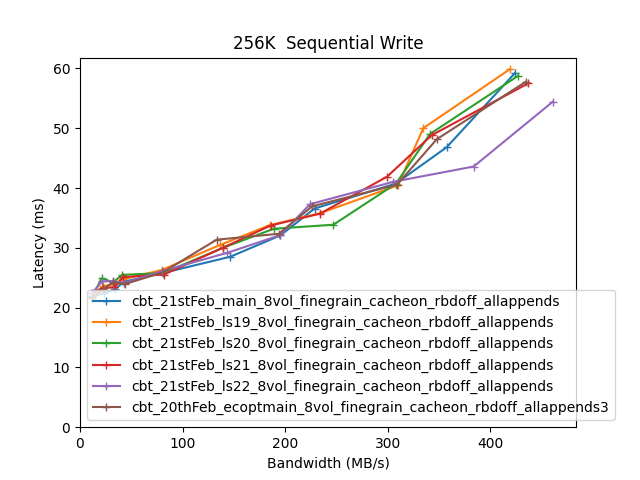 256K  Sequential Write
60
50
40
30
20
10
0
Latency (ms)
0 100 200 300 400
Bandwidth (MB/s)
cbt_21stFeb_main_8vol_finegrain_cacheon_rbdoff_allappends
cbt_21stFeb_ls19_8vol_finegrain_cacheon_rbdoff_allappends
cbt_21stFeb_ls20_8vol_finegrain_cacheon_rbdoff_allappends
cbt_21stFeb_ls21_8vol_finegrain_cacheon_rbdoff_allappends
cbt_21stFeb_ls22_8vol_finegrain_cacheon_rbdoff_allappends
cbt_20thFeb_ecoptmain_8vol_finegrain_cacheon_rbdoff_allappends3